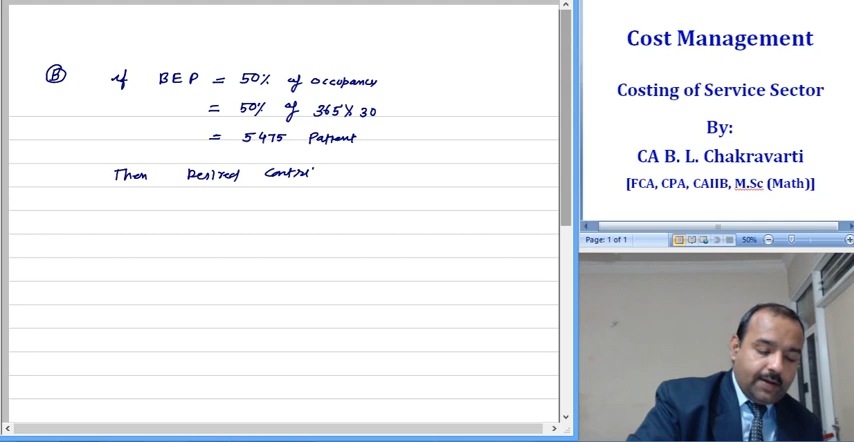 B if BEP = 50% of occupancy
= 50% of 365 X 30
= 5475 Patient
Then Desired Contri
Cost Management
Costing of Service Sector
By:
CA B. L. Chakravarti
[FCA, CPA, CAIIB, M.Sc (Math)]
Page: 1 of 1 50%